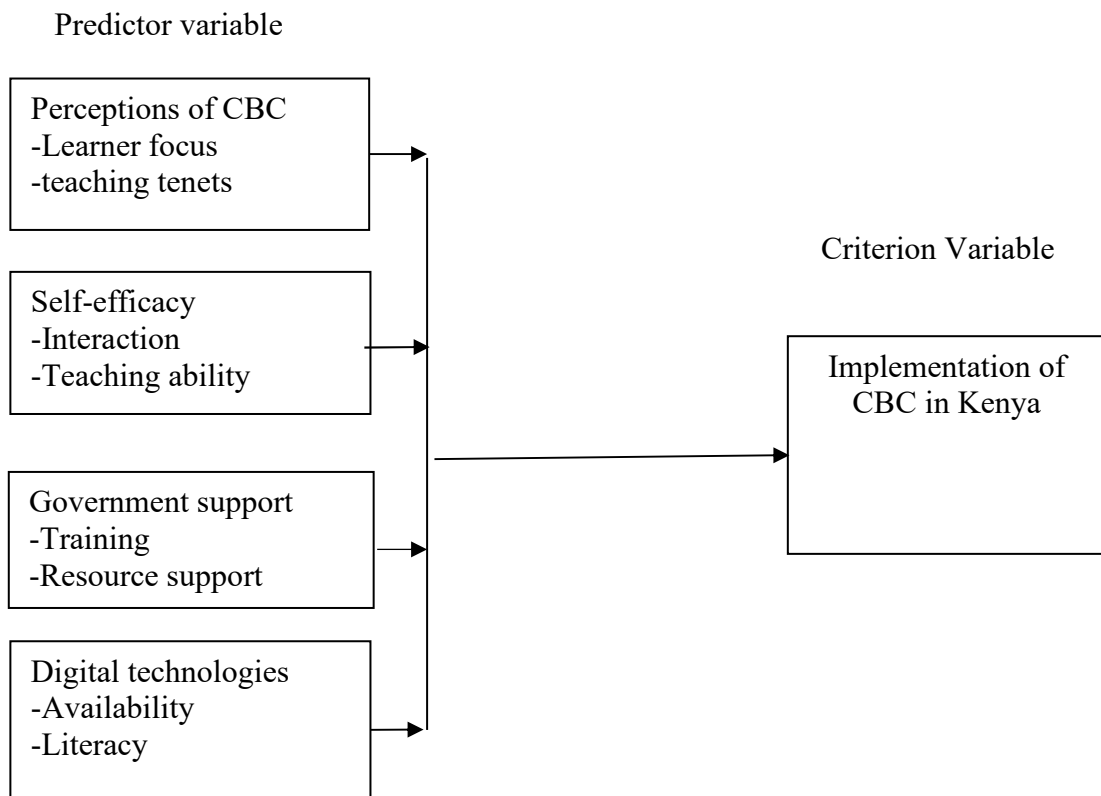 Predictor variable
Perceptions of CBC
-Learner focus
-teaching tenets
Self-efficacy
-Interaction
-Teaching ability
Government support
-Training
-Resource support
Digital technologies
-Availability
-Literacy
Criterion Variable
Implementation of
CBC in Kenya